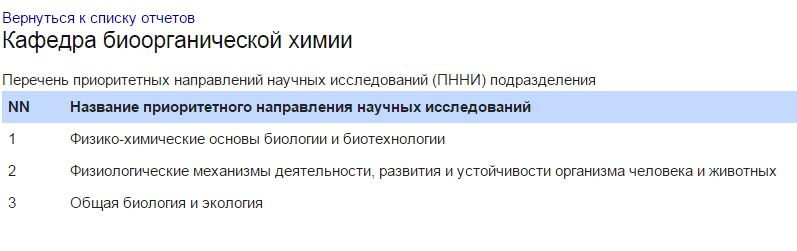 Вернуться к списку отчетов
Кафедра биоорганической химии
Перечень приоритетных направлений научных исследований (ПННИ) подразделения
NN Название приоритетного направления научных исследований
1 Физико-химические основы биологии и биотехнологии
2 Физиологические механизмы деятельности, развития и устойчивости организма человека и животных
3 Общая биология и экология